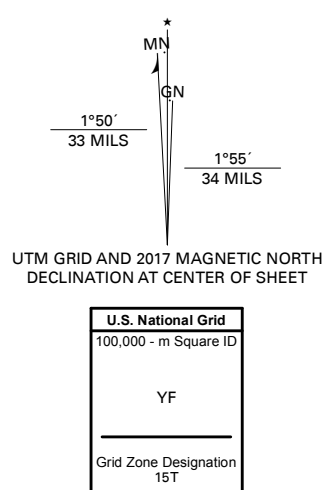 ★
MN
GN
1°50´
33 MILS
1°55´
34 MILS
UTM GRID AND 2017 MAGNETIC NORTH
DECLINATION AT CENTER OF SHEET
U.S. National Grid
100,000 - m Square ID
YF
Grid Zone Designation
15T